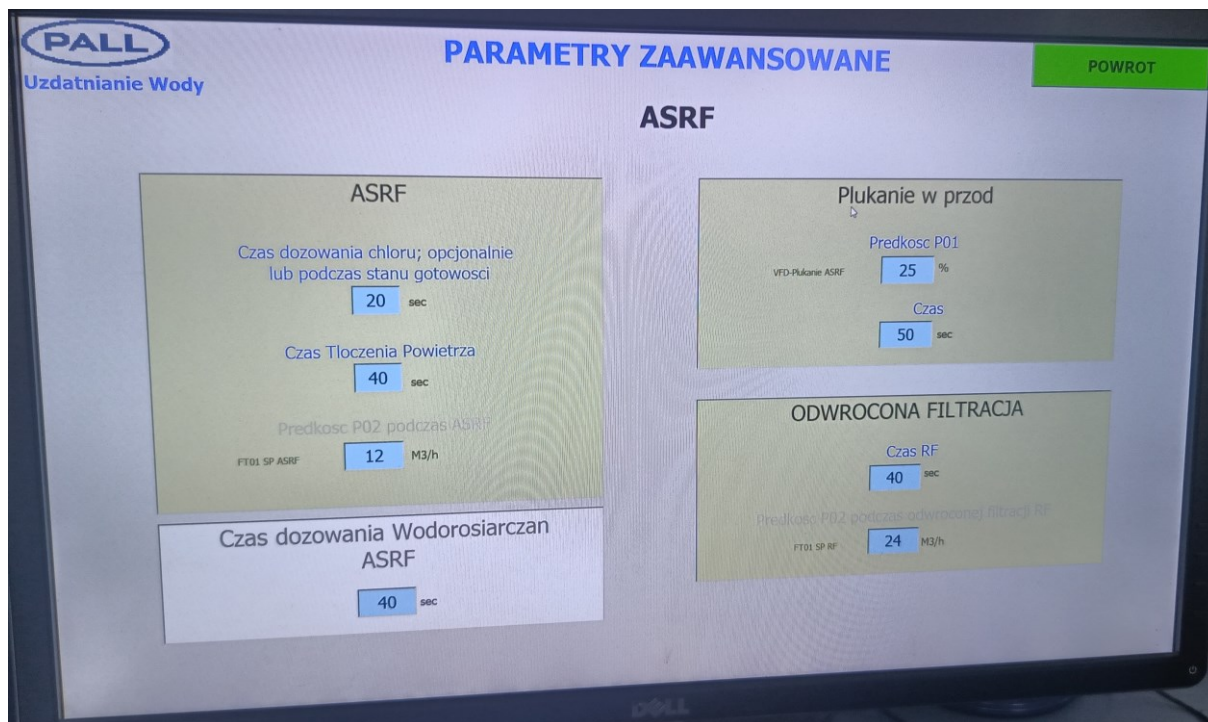 PALL
Uzdatnianie Wody
PARAMETRY ZAAWANSOWANE
POWROT
ASRF
ASRF
Czas dozowania chloru; opcjonalnie
lub podczas stanu gotowosci
20 sec
Czas Tloczenia Powietrza
40 sec
Predkosc P02 podczas ASRF
FT01 SP ASRF 12 M3/h
Czas dozowania Wodorosiarczan
ASRF
40 sec
Plukanie w przod
Predkosc P01
VFD-Plukanie ASRF 25 %
Czas
50 sec
ODWROCONA FILTRACJA
Czas RF
40 sec
Predkosc P02 podczas odwroconej filtracji RF
FT01 SP RF 24 M3/h
DELL